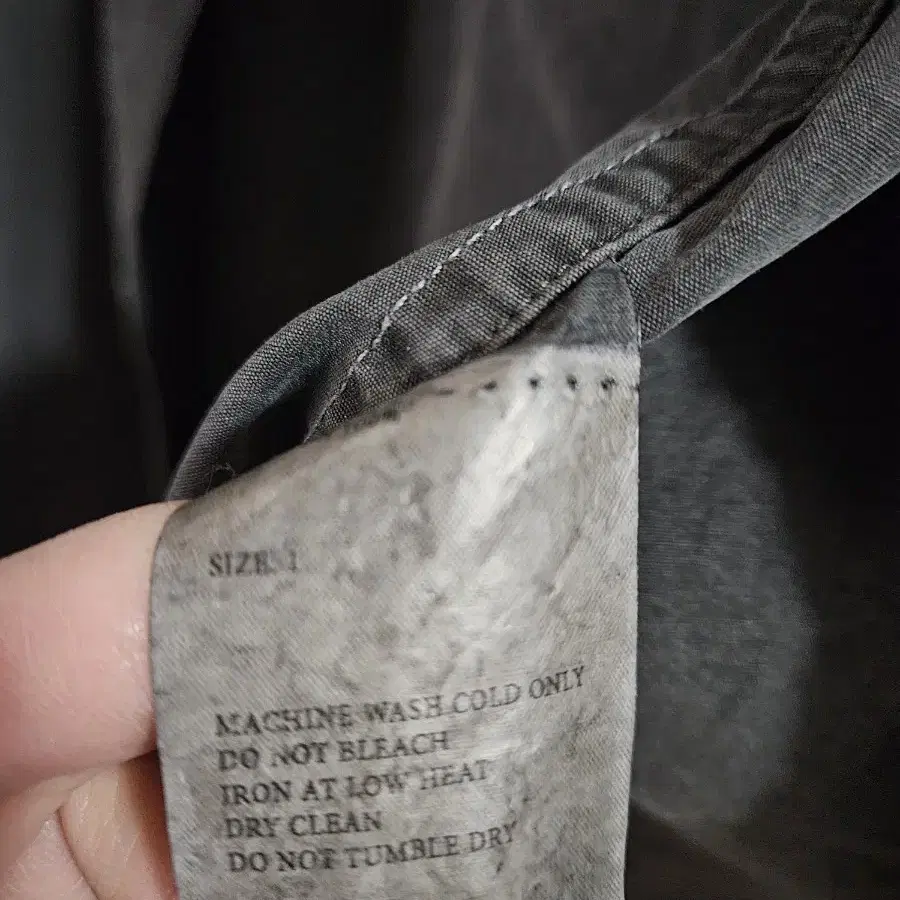 SIZE: 1
MACHINE WASH COLD ONLY
DO NOT BLEACH
IRON AT LOW HEAT
DRY CLEAN
DO NOT TUMBLE DRY